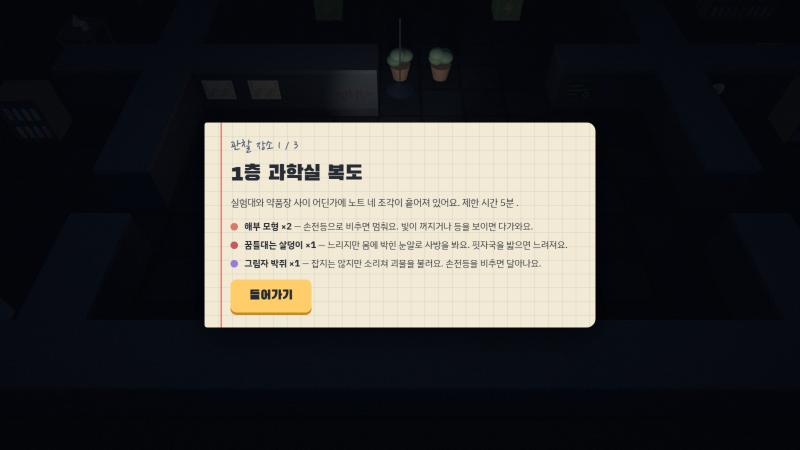 관찰 장소 1 / 3
1층 과학실 복도
실험대와 약품장 사이 어딘가에 노트 네 조각이 흩어져 있어요. 제한 시간 5분 .
해부 모형 ×2 — 손전등으로 비추면 멈춰요. 빛이 꺼지거나 등을 보이면 다가와요.
꿈틀대는 살덩이 ×1 — 느리지만 몸에 박힌 눈알로 사방을 봐요. 핏자국을 밟으면 느려져요.
그림자 박쥐 ×1 — 잡지는 않지만 소리쳐 괴물을 불러요. 손전등을 비추면 달아나요.
들어가기